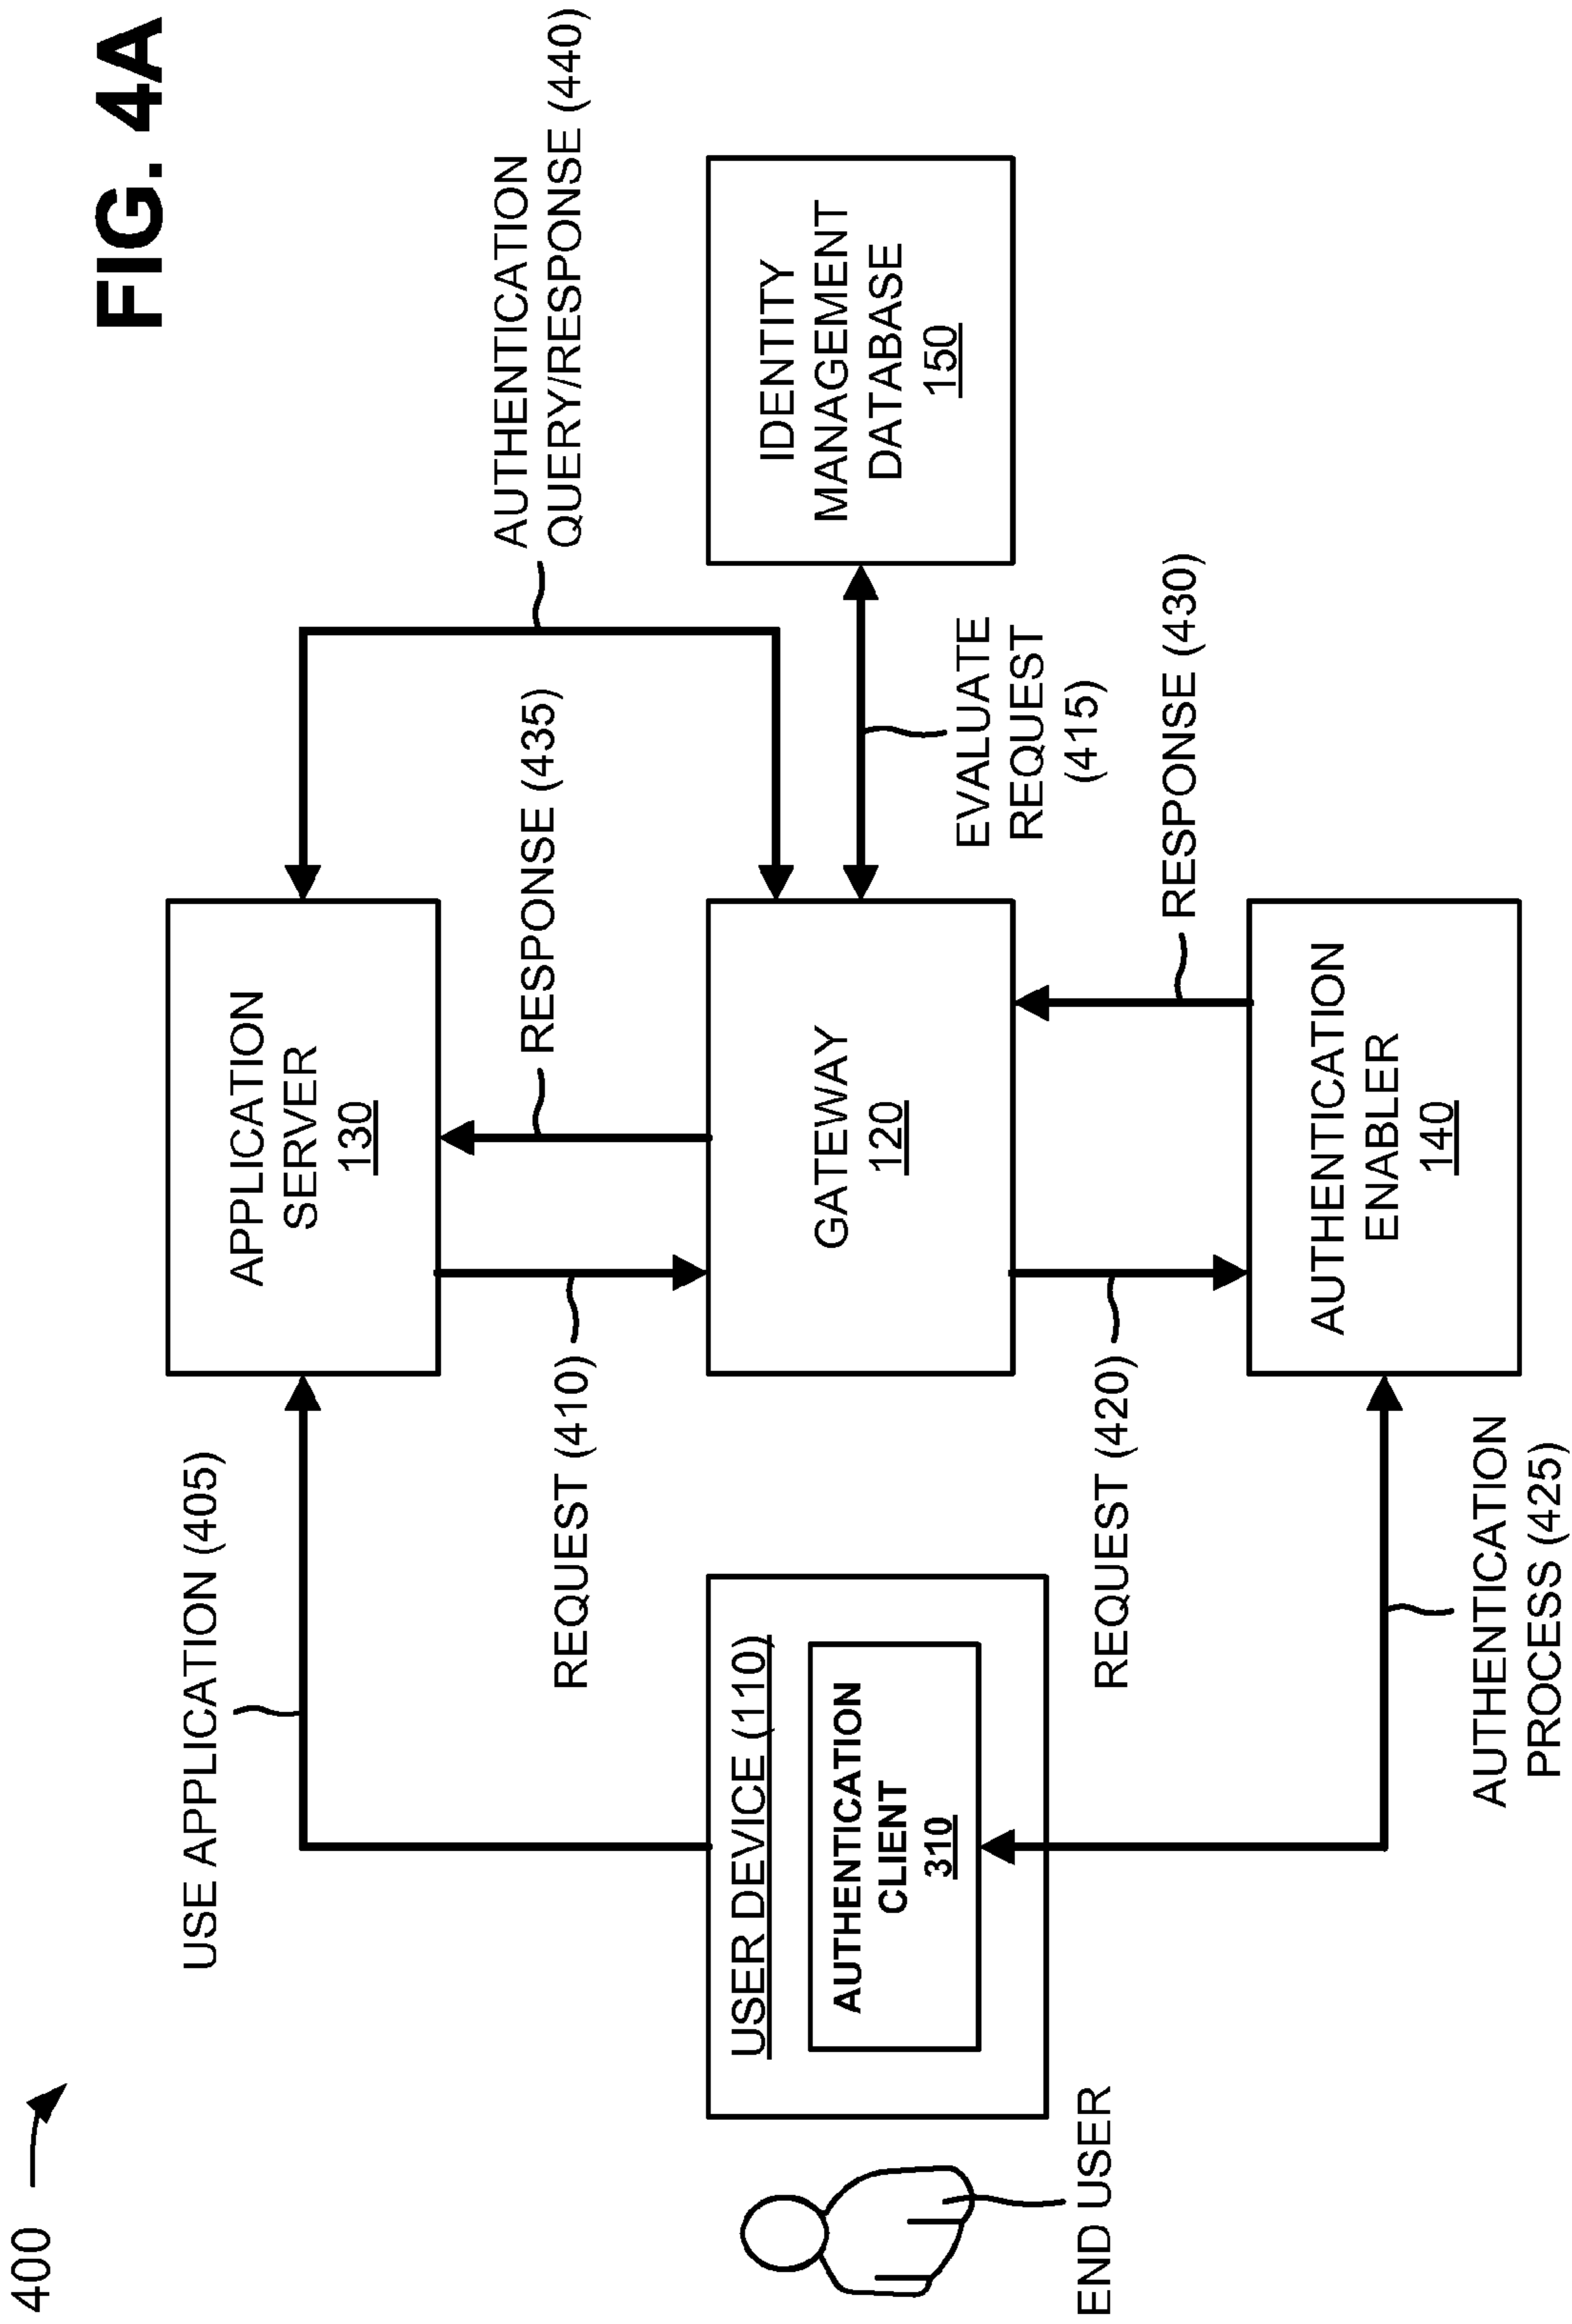 400
FIG. 4A
USE APPLICATION (405)
APPLICATION
SERVER
130
AUTHENTICATION
QUERY/RESPONSE (440)
REQUEST (410)
RESPONSE (435)
USER DEVICE (110)
AUTHENTICATION
CLIENT
310
GATEWAY
120
IDENTITY
MANAGEMENT
DATABASE
150
EVALUATE
REQUEST
(415)
END USER
REQUEST (420)
RESPONSE (430)
AUTHENTICATION
ENABLER
140
AUTHENTICATION
PROCESS (425)